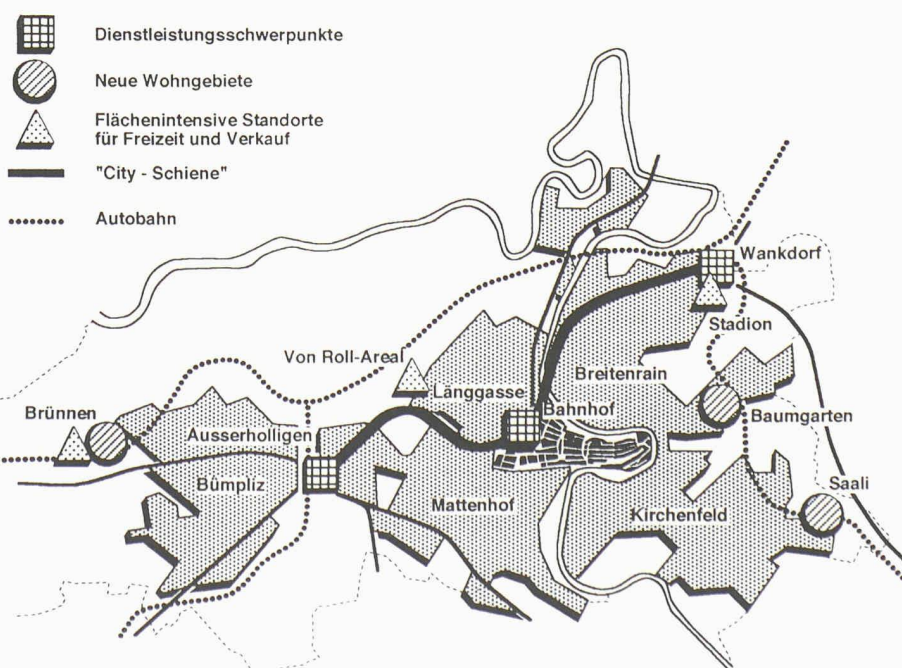 Dienstleistungsschwerpunkte
Neue Wohngebiete
Flächenintensive Standorte
für Freizeit und Verkauf
"City - Schiene"
Autobahn
Wankdorf
Stadion
Von Roll-Areal
Länggasse
Breitenrain
Brünnen
Bahnhof
Baumgarten
Ausserholligen
Bümpliz
Saali
Mattenhof
Kirchenfeld